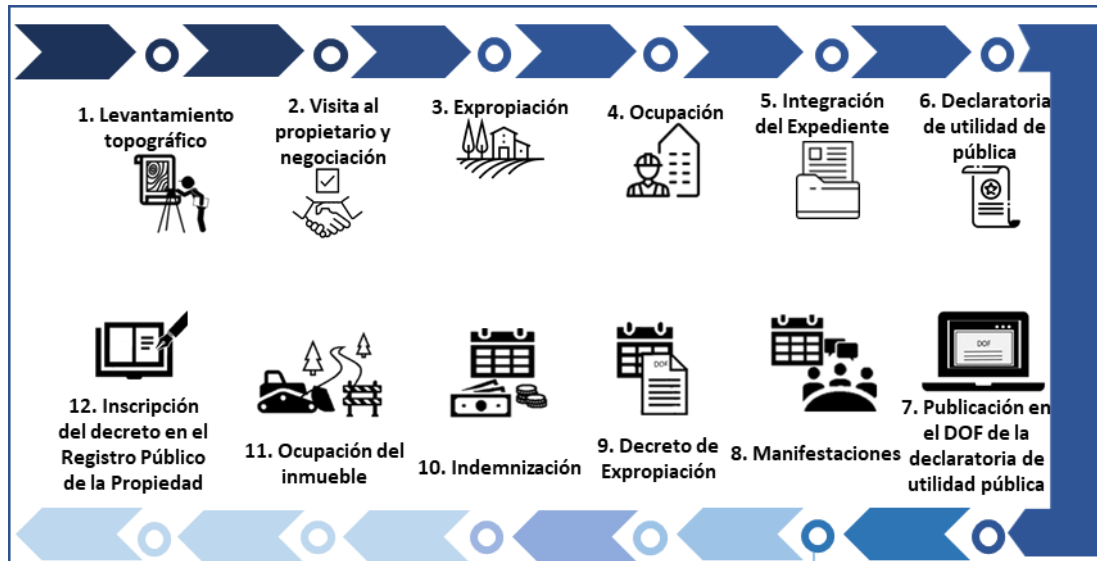 1. Levantamiento
topográfico
2. Visita al
propietario y
negociación
3. Expropiación
4. Ocupación
5. Integración
del Expediente
6. Declaratoria
de utilidad de
pública
DOF
7. Publicación en
el DOF de la
declaratoria de
utilidad pública
8. Manifestaciones
DOF
9. Decreto de
Expropiación
10. Indemnización
11. Ocupación del
inmueble
12. Inscripción
del decreto en el
Registro Público
de la Propiedad